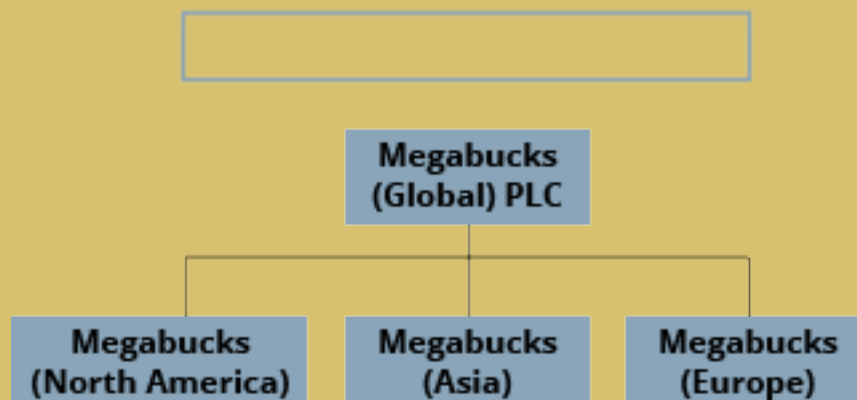 Megabucks
(Global) PLC
Megabucks
(North America)
Megabucks
(Asia)
Megabucks
(Europe)